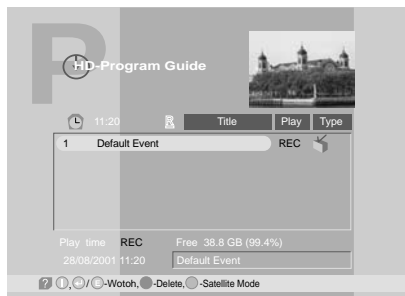 P
HD-Program Guide
11:20 R Title Play Type
1 Default Event REC
Play time REC Free 38.8 GB (99.4%)
28/08/2001 11:20 Default Event
? i, / E-Wotoh, -Delete, -Satellite Mode